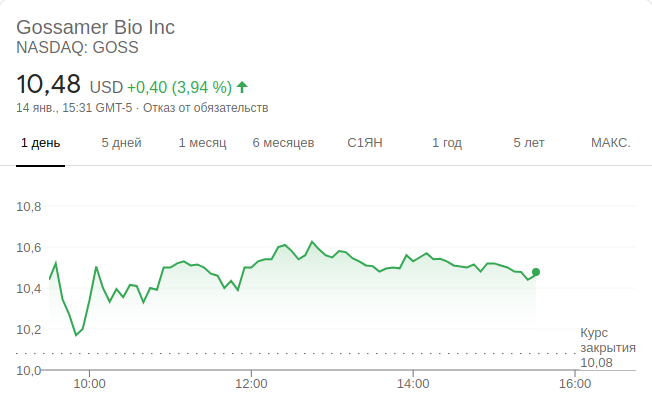 Gossamer Bio Inc
NASDAQ: GOSS
10,48 USD +0,40 (3,94 %)
14 янв., 15:31 GMT-5 · Отказ от обязательств
1 день 5 дней 1 месяц 6 месяцев С1ЯН 1 год 5 лет МАКС.
10,8
10,6
10,4
10,2
Курс
закрытия
10,08
10,0
10:00 12:00 14:00 16:00